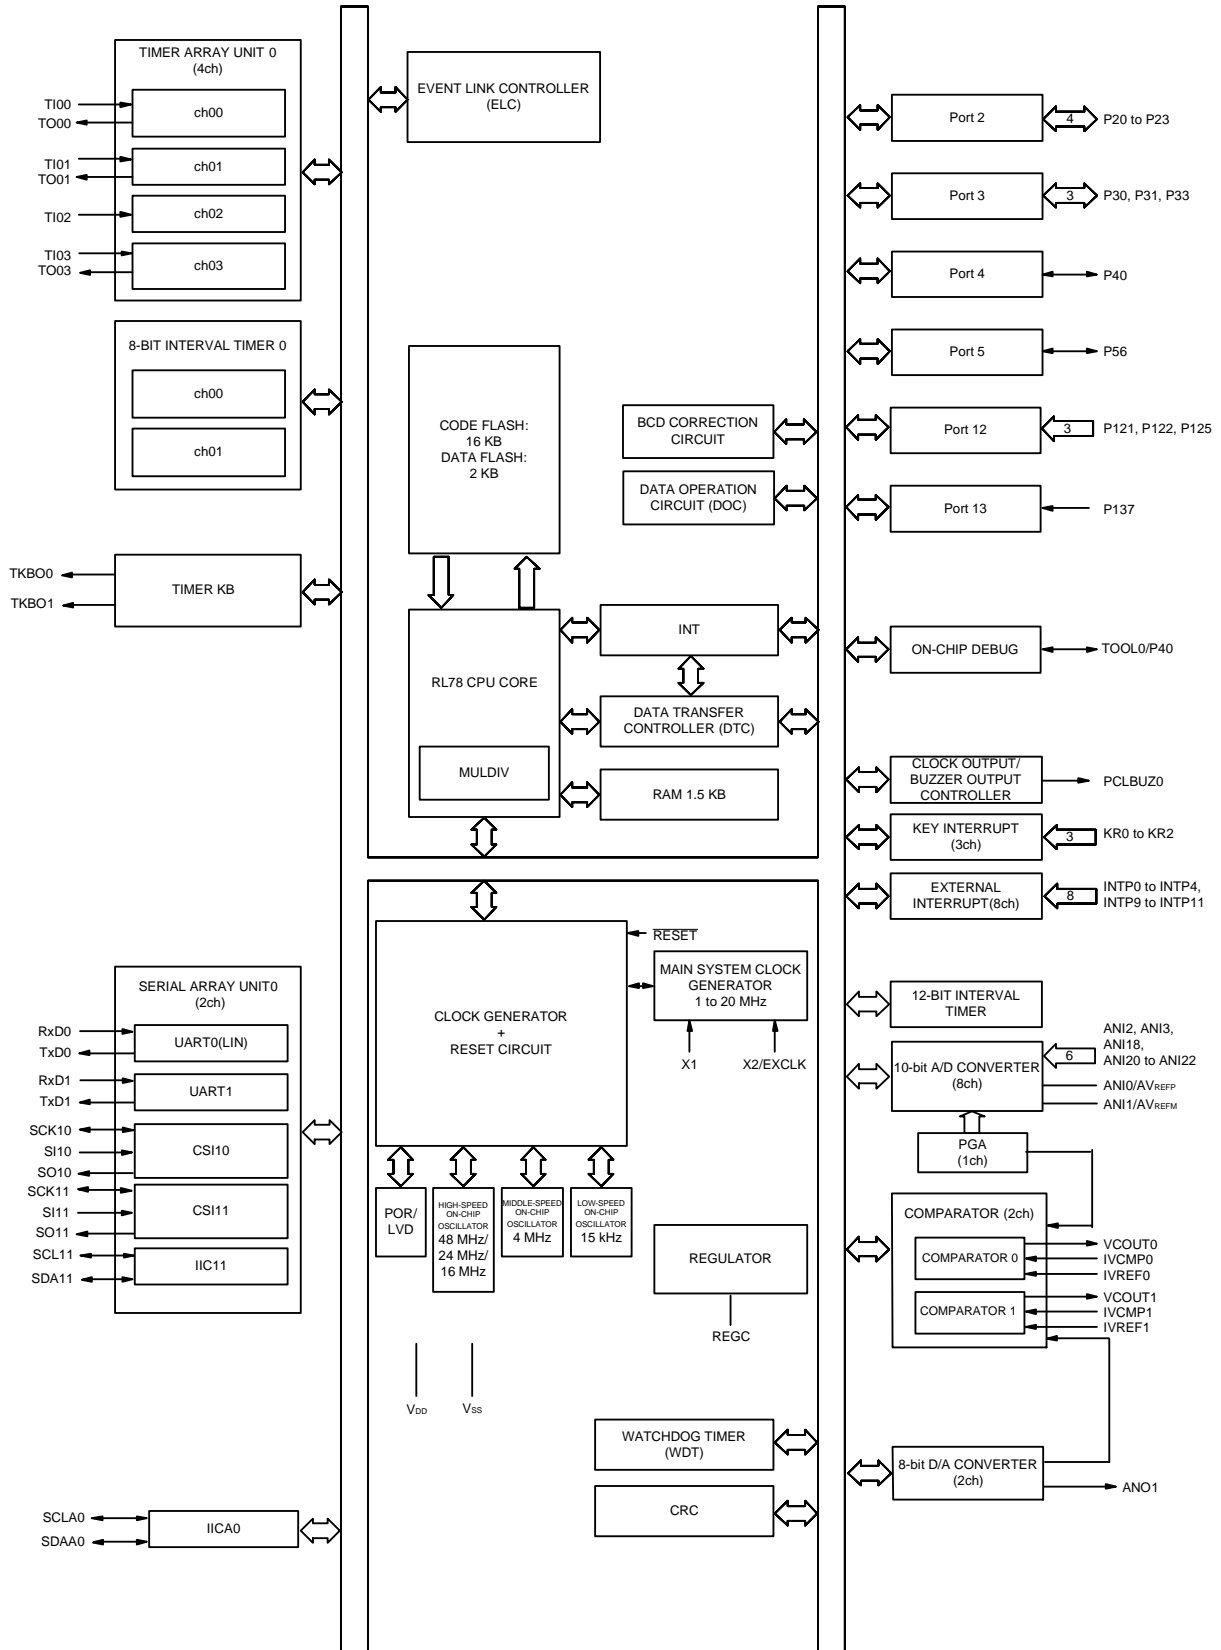 TIMER ARRAY UNIT 0
(4ch)
TI00
TO00
ch00
TI01
TO01
ch01
TI02
ch02
TI03
TO03
ch03
8-BIT INTERVAL TIMER 0
ch00
ch01
TKBO0
TKBO1
TIMER KB
SERIAL ARRAY UNIT0
(2ch)
RxD0
TxD0
UART0(LIN)
RxD1
TxD1
UART1
SCK10
SI10
SO10
CSI10
SCK11
SI11
SO11
CSI11
SCL11
SDA11
IIC11
SCLA0
SDAA0
IICA0
EVENT LINK CONTROLLER
(ELC)
CODE FLASH:
16 KB
DATA FLASH:
2 KB
BCD CORRECTION
CIRCUIT
DATA OPERATION
CIRCUIT (DOC)
RL78 CPU CORE
MULDIV
INT
DATA TRANSFER
CONTROLLER (DTC)
RAM 1.5 KB
CLOCK GENERATOR
+
RESET CIRCUIT
RESET
MAIN SYSTEM CLOCK
GENERATOR
1 to 20 MHz
X1
X2/EXCLK
POR/
LVD
HIGH-SPEED
ON-CHIP
OSCILLATOR
48 MHz/
24 MHz/
16 MHz
MIDDLE-SPEED
ON-CHIP
OSCILLATOR
4 MHz
LOW-SPEED
ON-CHIP
OSCILLATOR
15 kHz
REGULATOR
REGC
VDD
VSS
WATCHDOG TIMER
(WDT)
CRC
Port 2
4
P20 to P23
Port 3
3
P30, P31, P33
Port 4
P40
Port 5
P56
Port 12
3
P121, P122, P125
Port 13
P137
ON-CHIP DEBUG
TOOL0/P40
CLOCK OUTPUT/
BUZZER OUTPUT
CONTROLLER
PCLBUZ0
KEY INTERRUPT
(3ch)
3
KR0 to KR2
EXTERNAL
INTERRUPT(8ch)
8
INTP0 to INTP4,
INTP9 to INTP11
12-BIT INTERVAL
TIMER
10-bit A/D CONVERTER
(8ch)
6
ANI2, ANI3,
ANI18,
ANI20 to ANI22
ANI0/AVREFP
ANI1/AVREFM
PGA
(1ch)
COMPARATOR (2ch)
COMPARATOR 0
VCOUT0
IVCMP0
IVREF0
COMPARATOR 1
VCOUT1
IVCMP1
IVREF1
8-bit D/A CONVERTER
(2ch)
ANO1